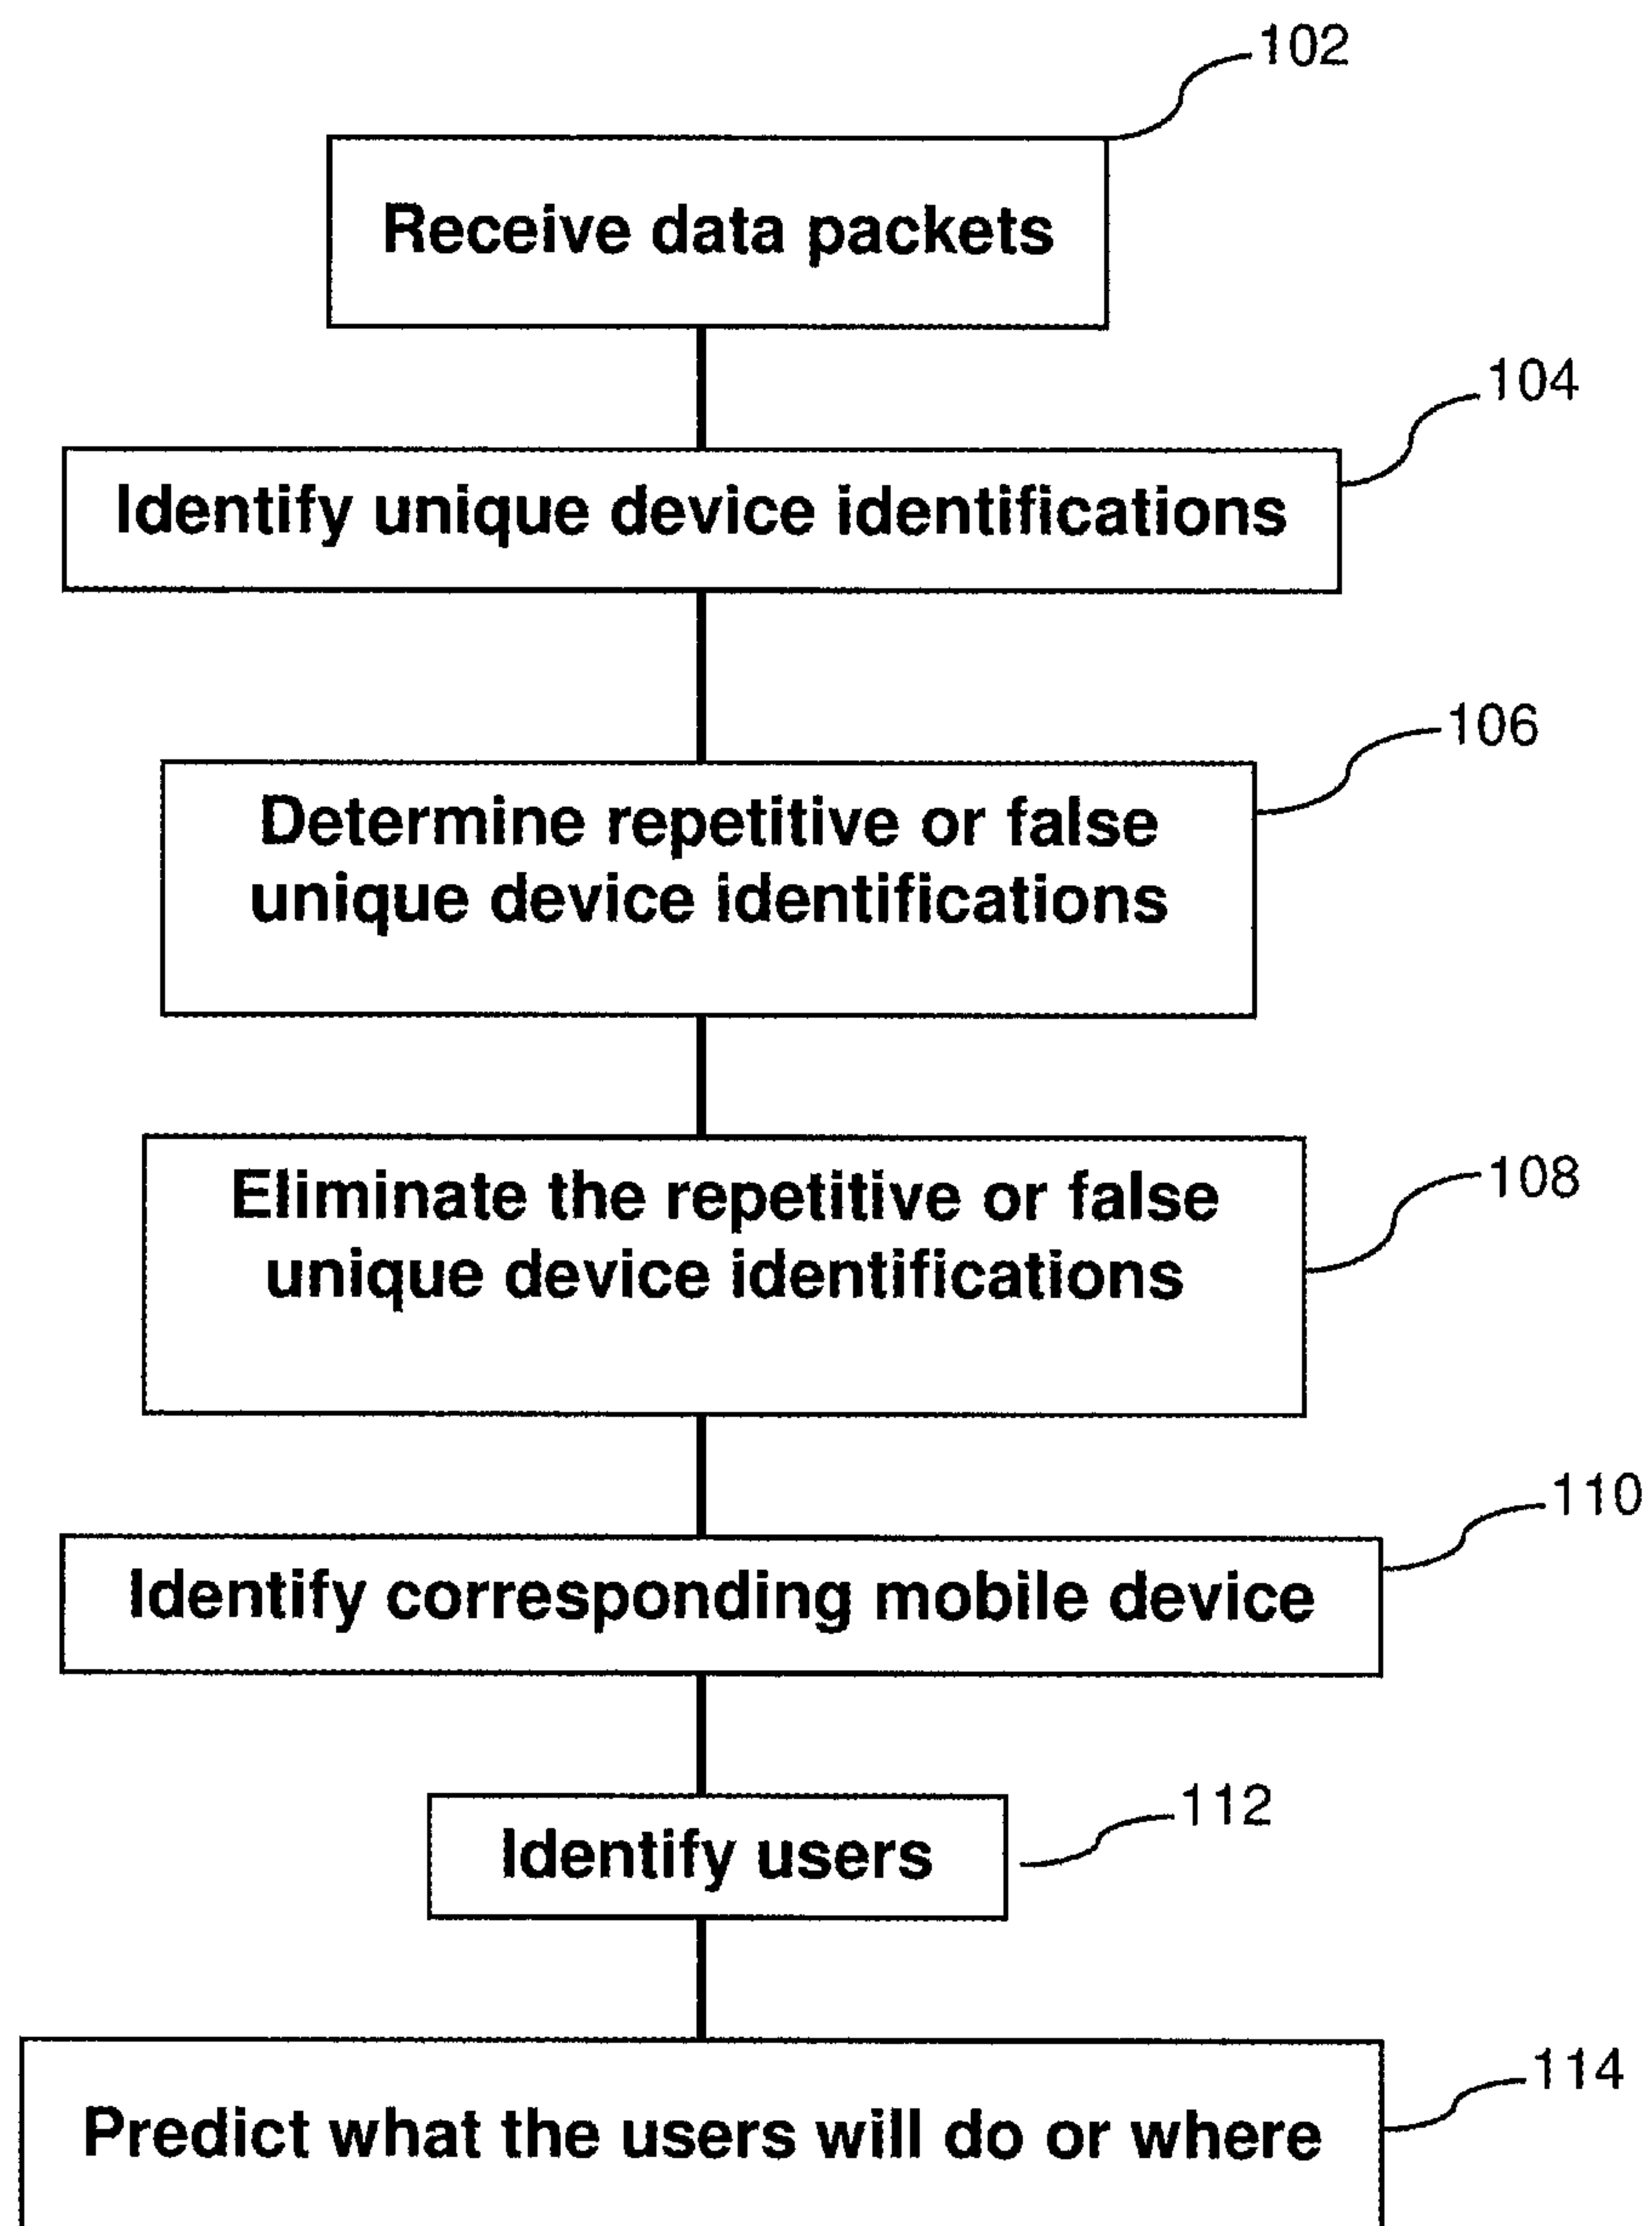 102
Receive data packets
104
Identify unique device identifications
106
Determine repetitive or false
unique device identifications
108
Eliminate the repetitive or false
unique device identifications
110
Identify corresponding mobile device
112
Identify users
114
Predict what the users will do or where